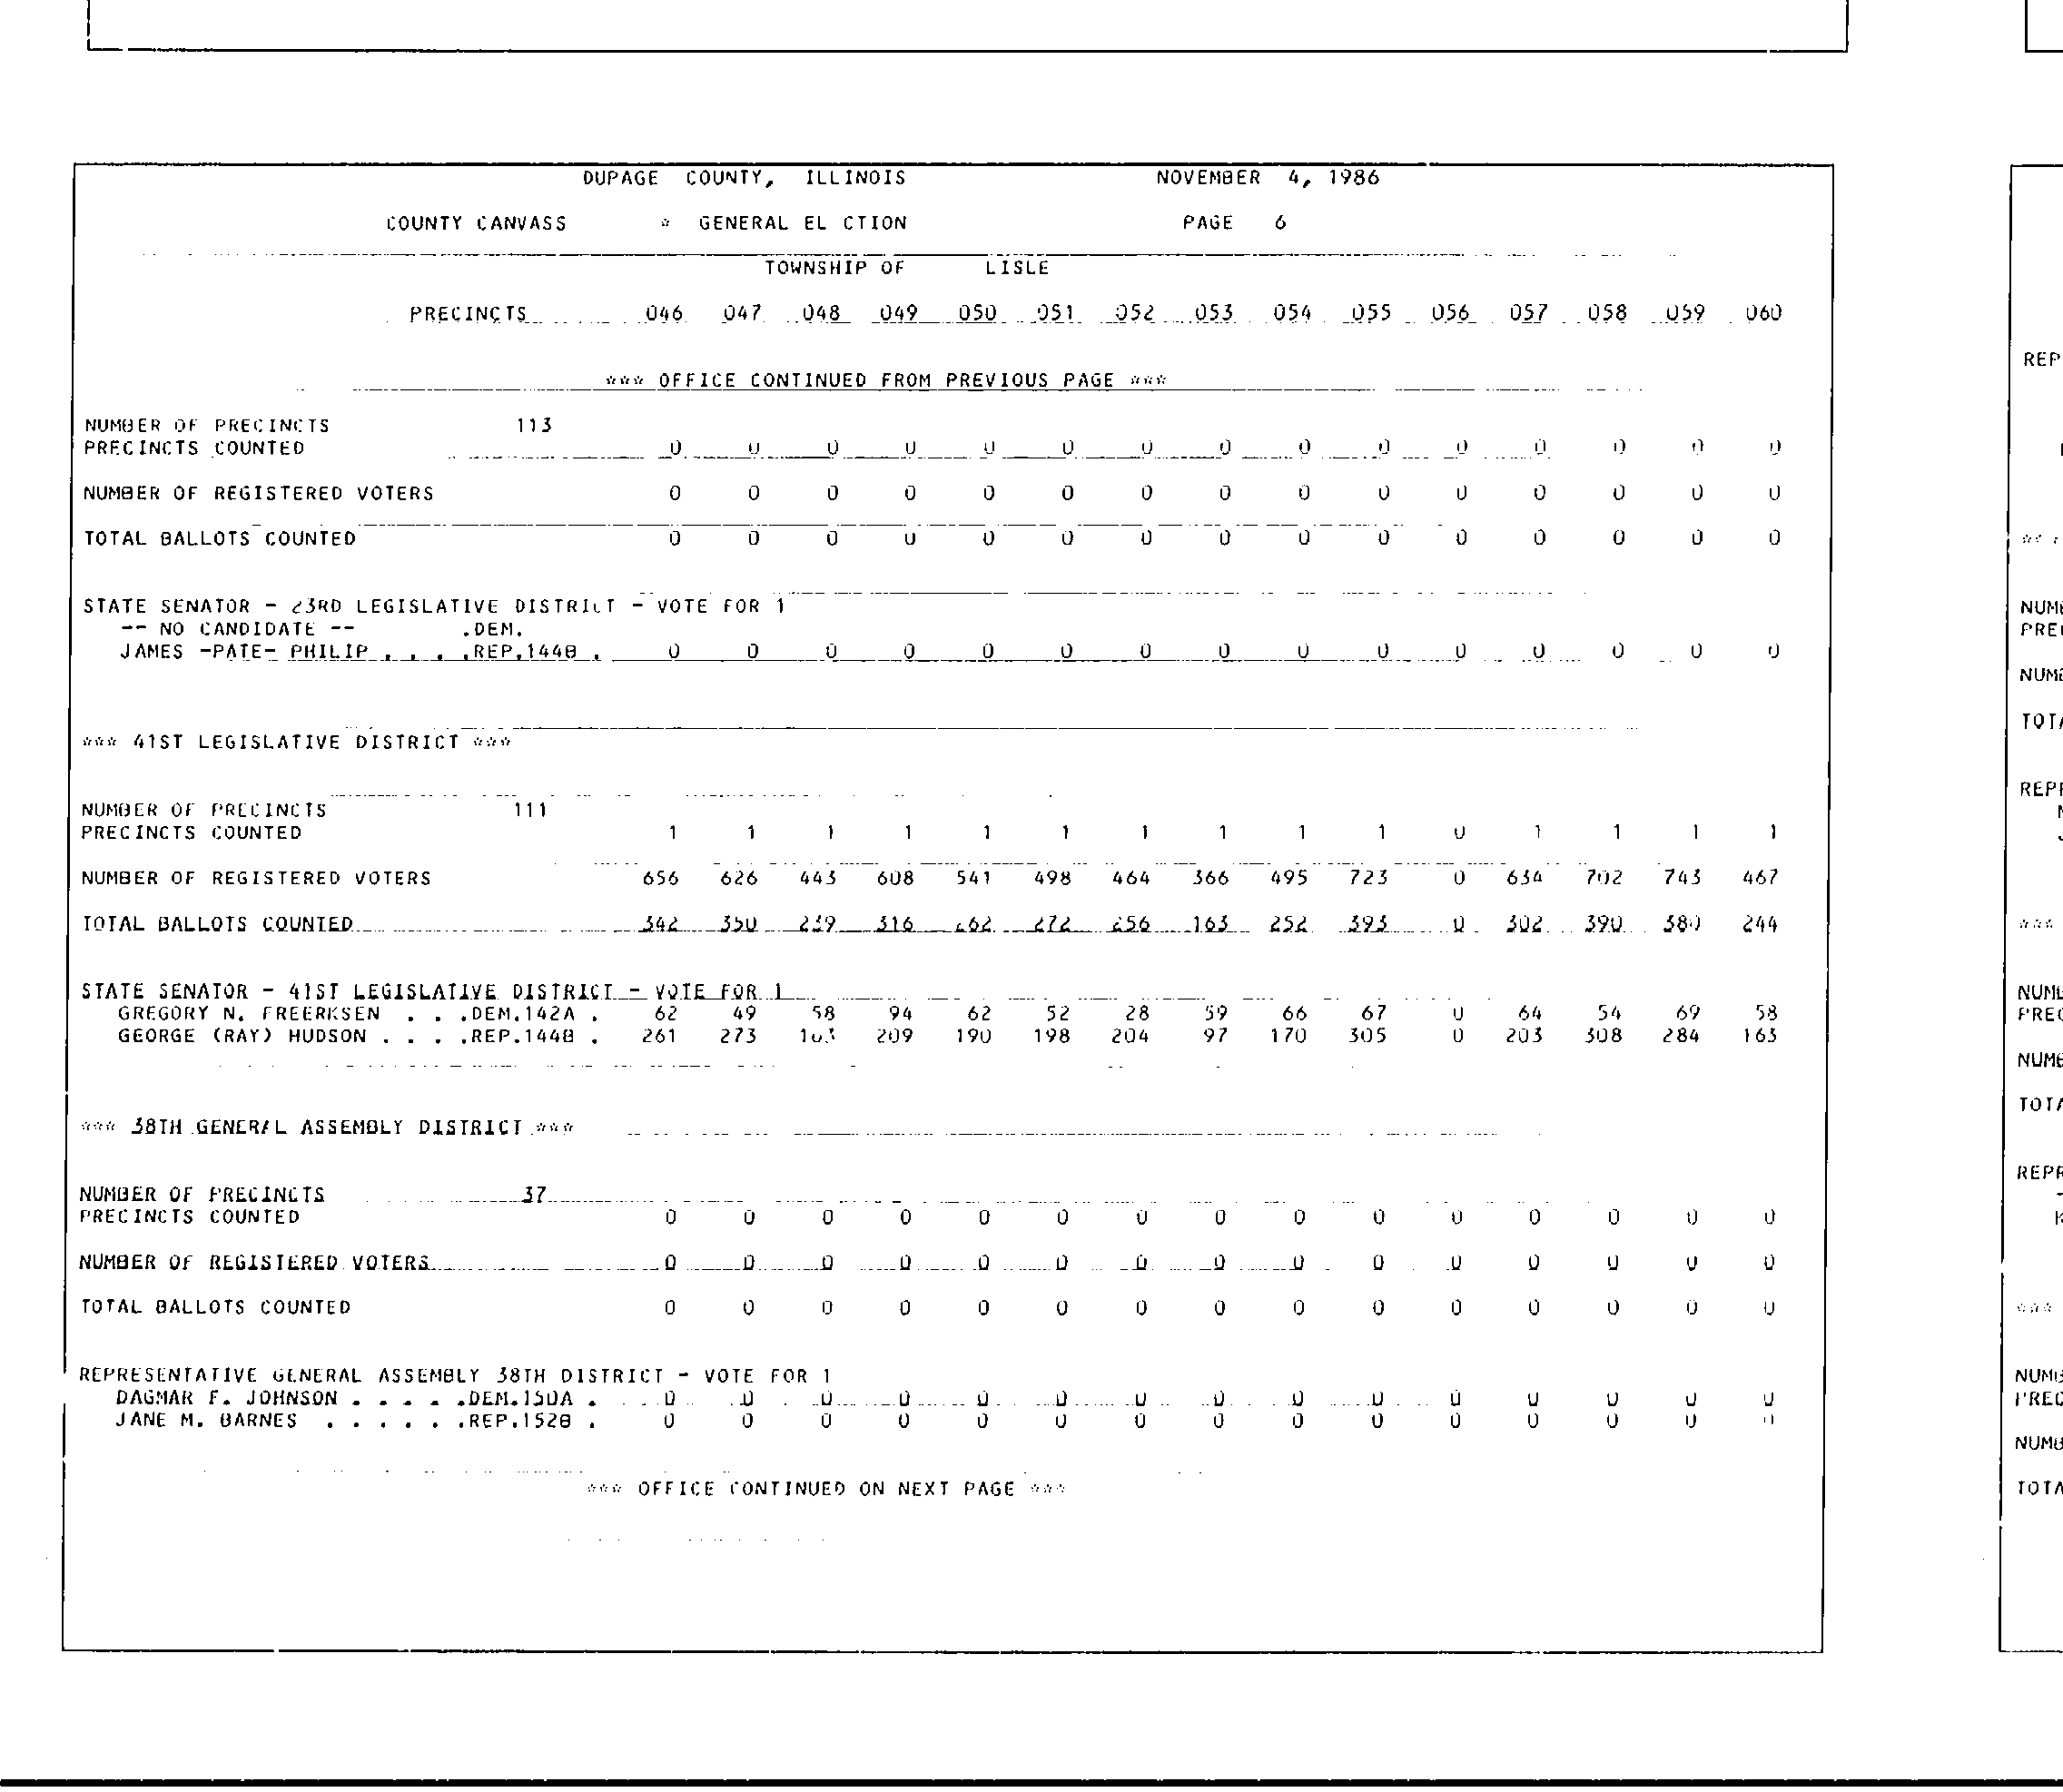 DUPAGE COUNTY, ILLINOIS NOVEMBER 4, 1986
COUNTY CANVASS * GENERAL EL CTION PAGE 6
TOWNSHIP OF LISLE
PRECINCTS 046 047 048 049 050 051 052 053 054 055 056 057 058 059 060
*** OFFICE CONTINUED FROM PREVIOUS PAGE ***
NUMBER OF PRECINCTS 113
PRECINCTS COUNTED 0 0 0 0 0 0 0 0 0 0 0 0 0 0 0
NUMBER OF REGISTERED VOTERS 0 0 0 0 0 0 0 0 0 0 0 0 0 0 0
TOTAL BALLOTS COUNTED 0 0 0 0 0 0 0 0 0 0 0 0 0 0 0
STATE SENATOR - 23RD LEGISLATIVE DISTRICT - VOTE FOR 1
-- NO CANDIDATE -- .DEM.
JAMES -PATE- PHILIP . . . .REP.144B . 0 0 0 0 0 0 0 0 0 0 0 0 0 0 0
*** 41ST LEGISLATIVE DISTRICT ***
NUMBER OF PRECINCTS 111
PRECINCTS COUNTED 1 1 1 1 1 1 1 1 1 1 0 1 1 1 1
NUMBER OF REGISTERED VOTERS 656 626 443 608 541 498 464 366 495 723 0 634 702 743 467
TOTAL BALLOTS COUNTED 342 350 239 316 262 272 256 163 252 393 0 302 390 380 244
STATE SENATOR - 41ST LEGISLATIVE DISTRICT - VOTE FOR 1
GREGORY N. FREERKSEN . . .DEM.142A . 62 49 58 94 62 52 28 59 66 67 0 64 54 69 58
GEORGE (RAY) HUDSON . . . .REP.144B . 261 273 209 190 198 204 97 170 305 0 203 308 284 163
*** 38TH GENERAL ASSEMBLY DISTRICT ***
NUMBER OF PRECINCTS 37
PRECINCTS COUNTED 0 0 0 0 0 0 0 0 0 0 0 0 0 0 0
NUMBER OF REGISTERED VOTERS 0 0 0 0 0 0 0 0 0 0 0 0 0 0 0
TOTAL BALLOTS COUNTED 0 0 0 0 0 0 0 0 0 0 0 0 0 0 0
REPRESENTATIVE GENERAL ASSEMBLY 38TH DISTRICT - VOTE FOR 1
DAGMAR F. JOHNSON . . . . .DEM.150A . 0 0 0 0 0 0 0 0 0 0 0 0 0 0 0
JANE M. BARNES . . . . . .REP.152B . 0 0 0 0 0 0 0 0 0 0 0 0 0 0 0
*** OFFICE CONTINUED ON NEXT PAGE ***